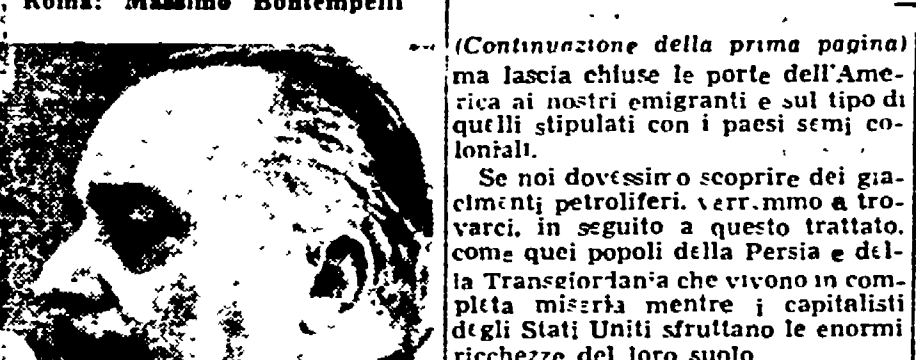 Roma: Massimo Bontempelli
(Continuazione della prima pagina)
ma lascia chiuse le porte dell'Ame-
rica ai nostri emigranti e sul tipo di
quelli stipulati con i paesi semi co-
loniali.
Se noi dovessimo scoprire dei gia-
cimenti petroliferi. verremmo a tro-
varci. in seguito a questo trattato.
come quei popoli della Persia e del-
la Transgiordania che vivono in com-
pleta miseria mentre i capitalisti
degli Stati Uniti sfruttano le enormi
ricchezze del loro suolo